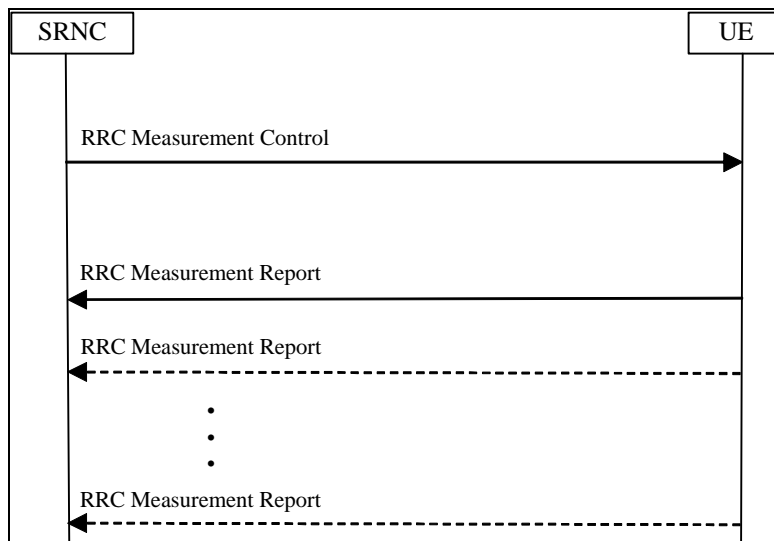 SRNC
UE
RRC Measurement Control
RRC Measurement Report
RRC Measurement Report
RRC Measurement Report